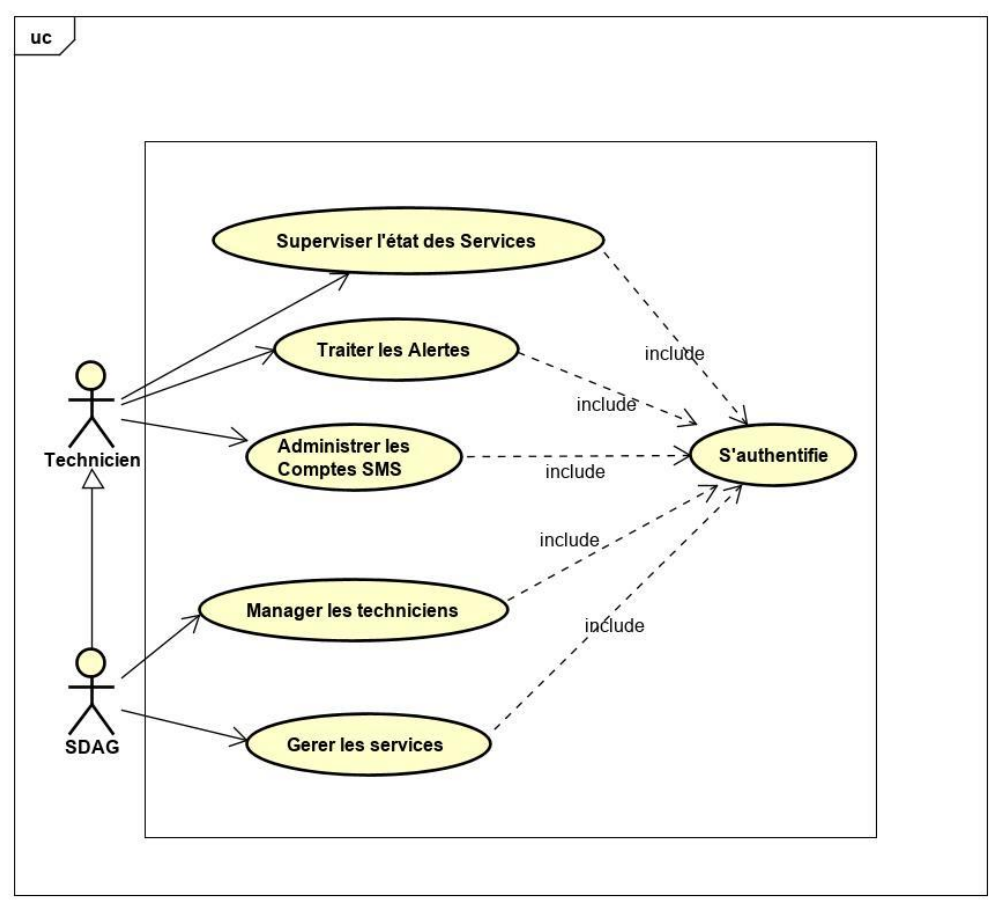 uc
Superviser l'état des Services
include
Traiter les Alertes
include
Technicien
Administrer les
Comptes SMS
include
S'authentifie
include
Manager les techniciens
include
SDAG
Gerer les services